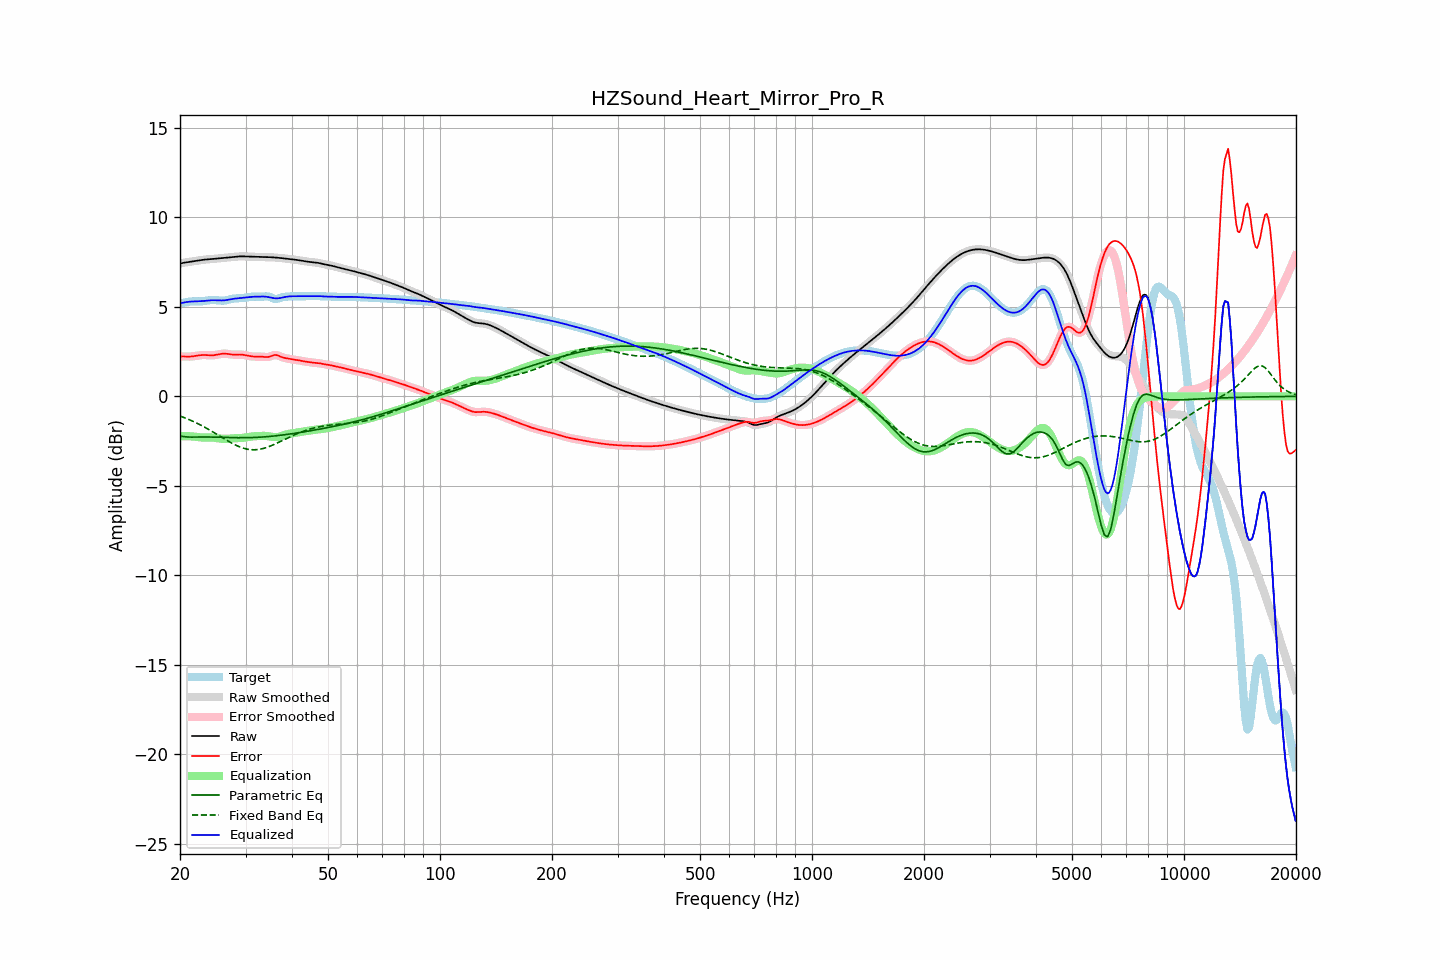 HZSound_Heart_Mirror_Pro_R
Amplitude (dBr)
15
10
5
0
−5
−10
−15
−20
−25
Target
Raw Smoothed
Error Smoothed
Raw
Error
Equalization
Parametric Eq
Fixed Band Eq
Equalized
20 50 100 200 500 1000 2000 5000 10000 20000
Frequency (Hz)